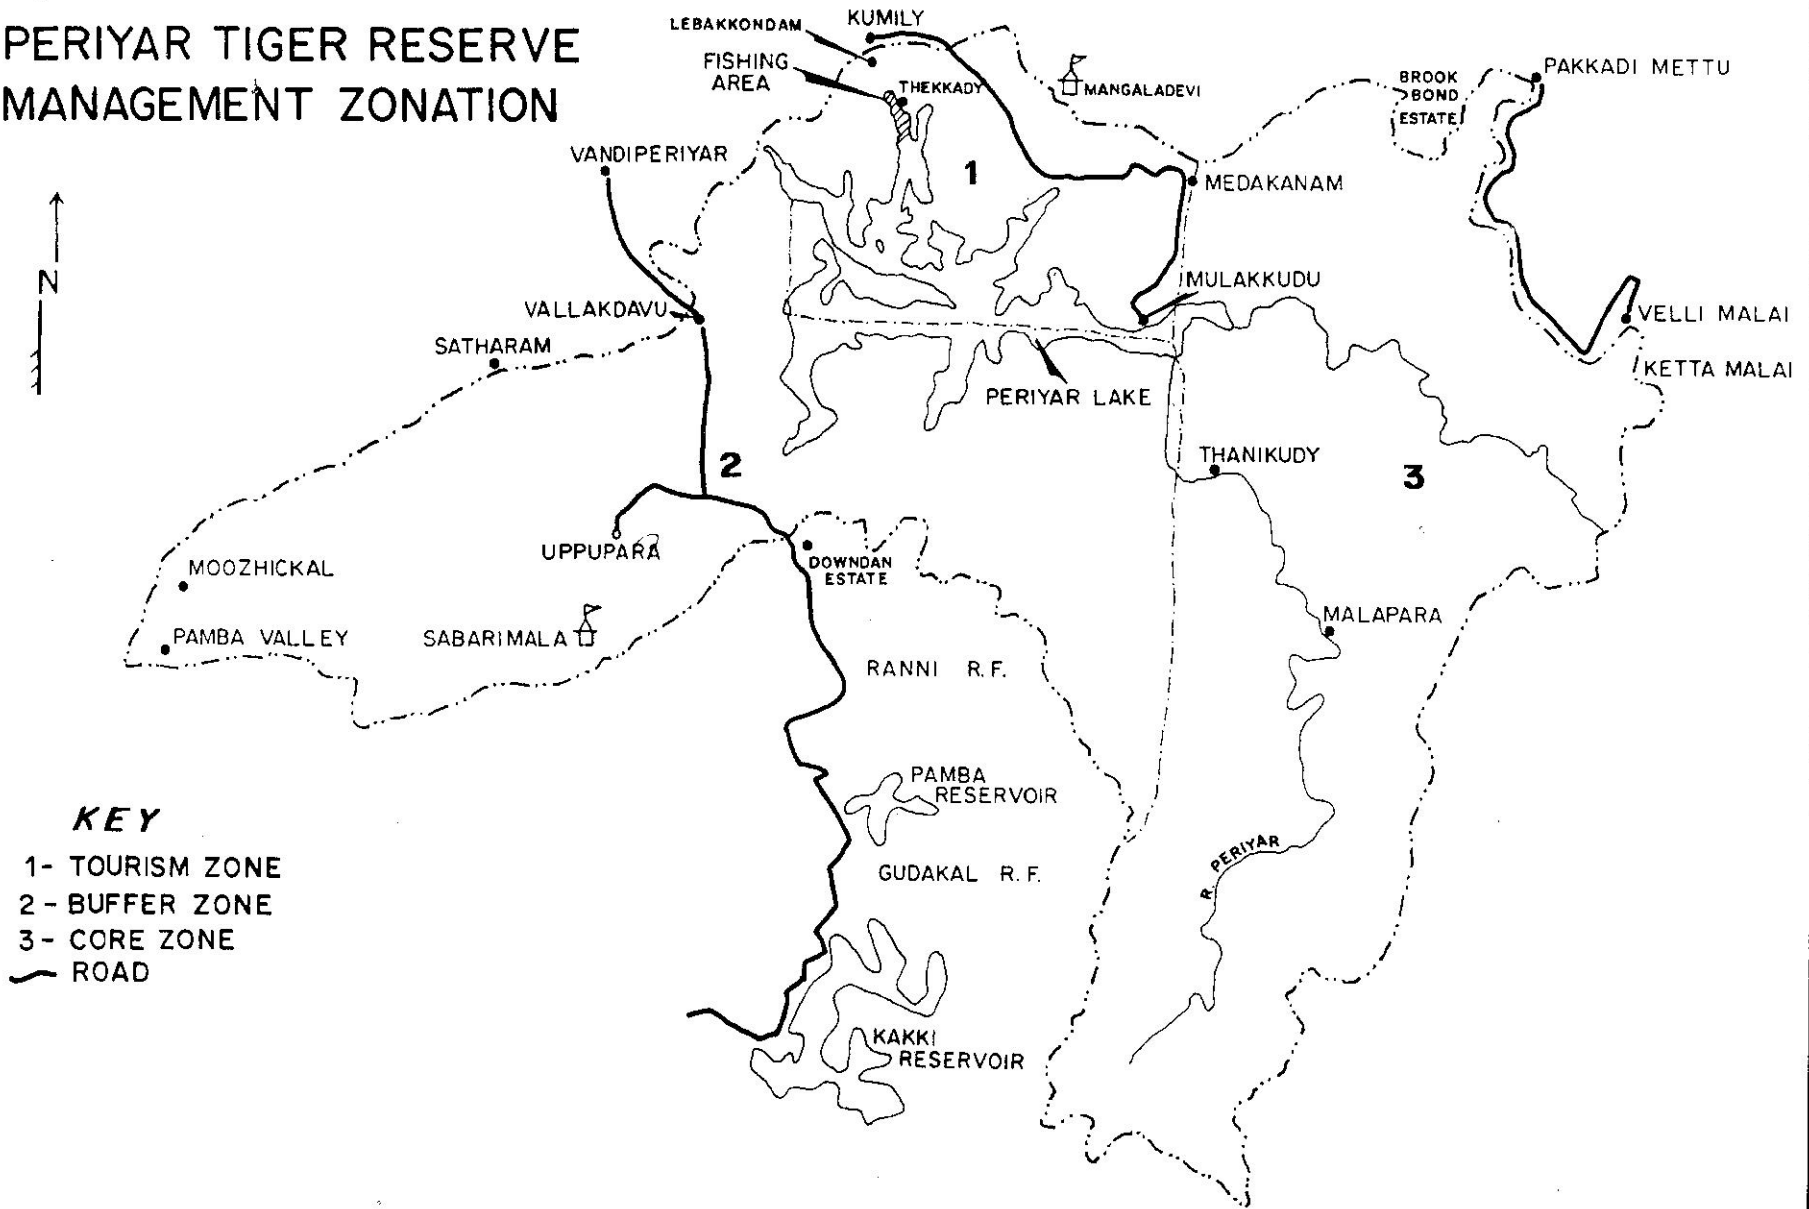 PERIYAR TIGER RESERVE
MANAGEMENT ZONATION
LEBAKKONDAM
KUMILY
FISHING
AREA
THEKKADY
MANGALADEVI
BROOK
BOND
ESTATE
PAKKADI METTU
VANDIPERIYAR
1
MEDAKANAM
N
MULAKKUDU
VALLAKDAVU
VELLI MALAI
SATHARAM
KETTA MALAI
PERIYAR LAKE
2
THANIKUDY
3
UPPUPARA
DOWNDAN
ESTATE
MOOZHICKAL
MALAPARA
PAMBA VALLEY
SABARIMALA
RANNI R.F.
PAMBA
RESERVOIR
R. PERIYAR
GUDAKAL R.F.
KAKKI
RESERVOIR
KEY
1- TOURISM ZONE
2- BUFFER ZONE
3- CORE ZONE
ROAD